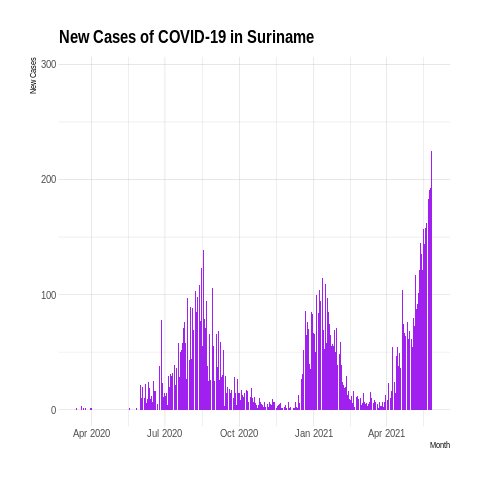 New Cases of COVID-19 in Suriname
New Cases
300
200
100
0
Apr 2020 Jul 2020 Oct 2020 Jan 2021 Apr 2021
Month